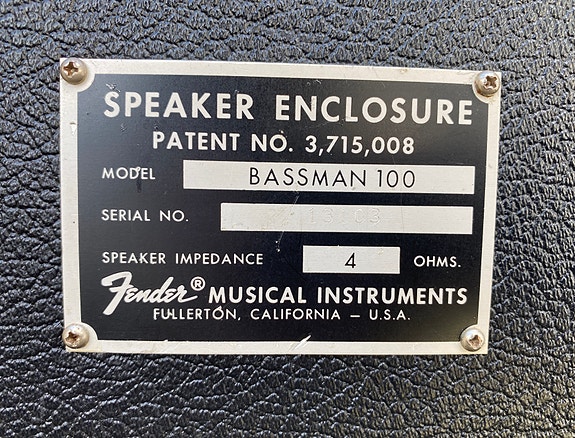 SPEAKER ENCLOSURE
PATENT NO. 3,715,008
MODEL BASSMAN 100
SERIAL NO.
SPEAKER IMPEDANCE 4 OHMS.
Fender® MUSICAL INSTRUMENTS
FULLERTON, CALIFORNIA – U.S.A.